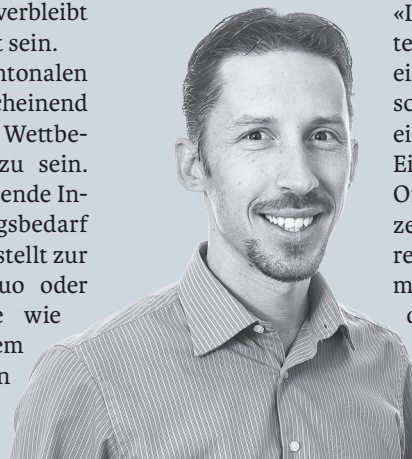 verbleibt
t sein.
ntonalen
cheinend
Wettbe-
zu sein.
ende In-
gsbedarf
stellt zur
uo oder
e wie
em
n
«I
te
ei
sc
ei
Ei
O
ze
re
m